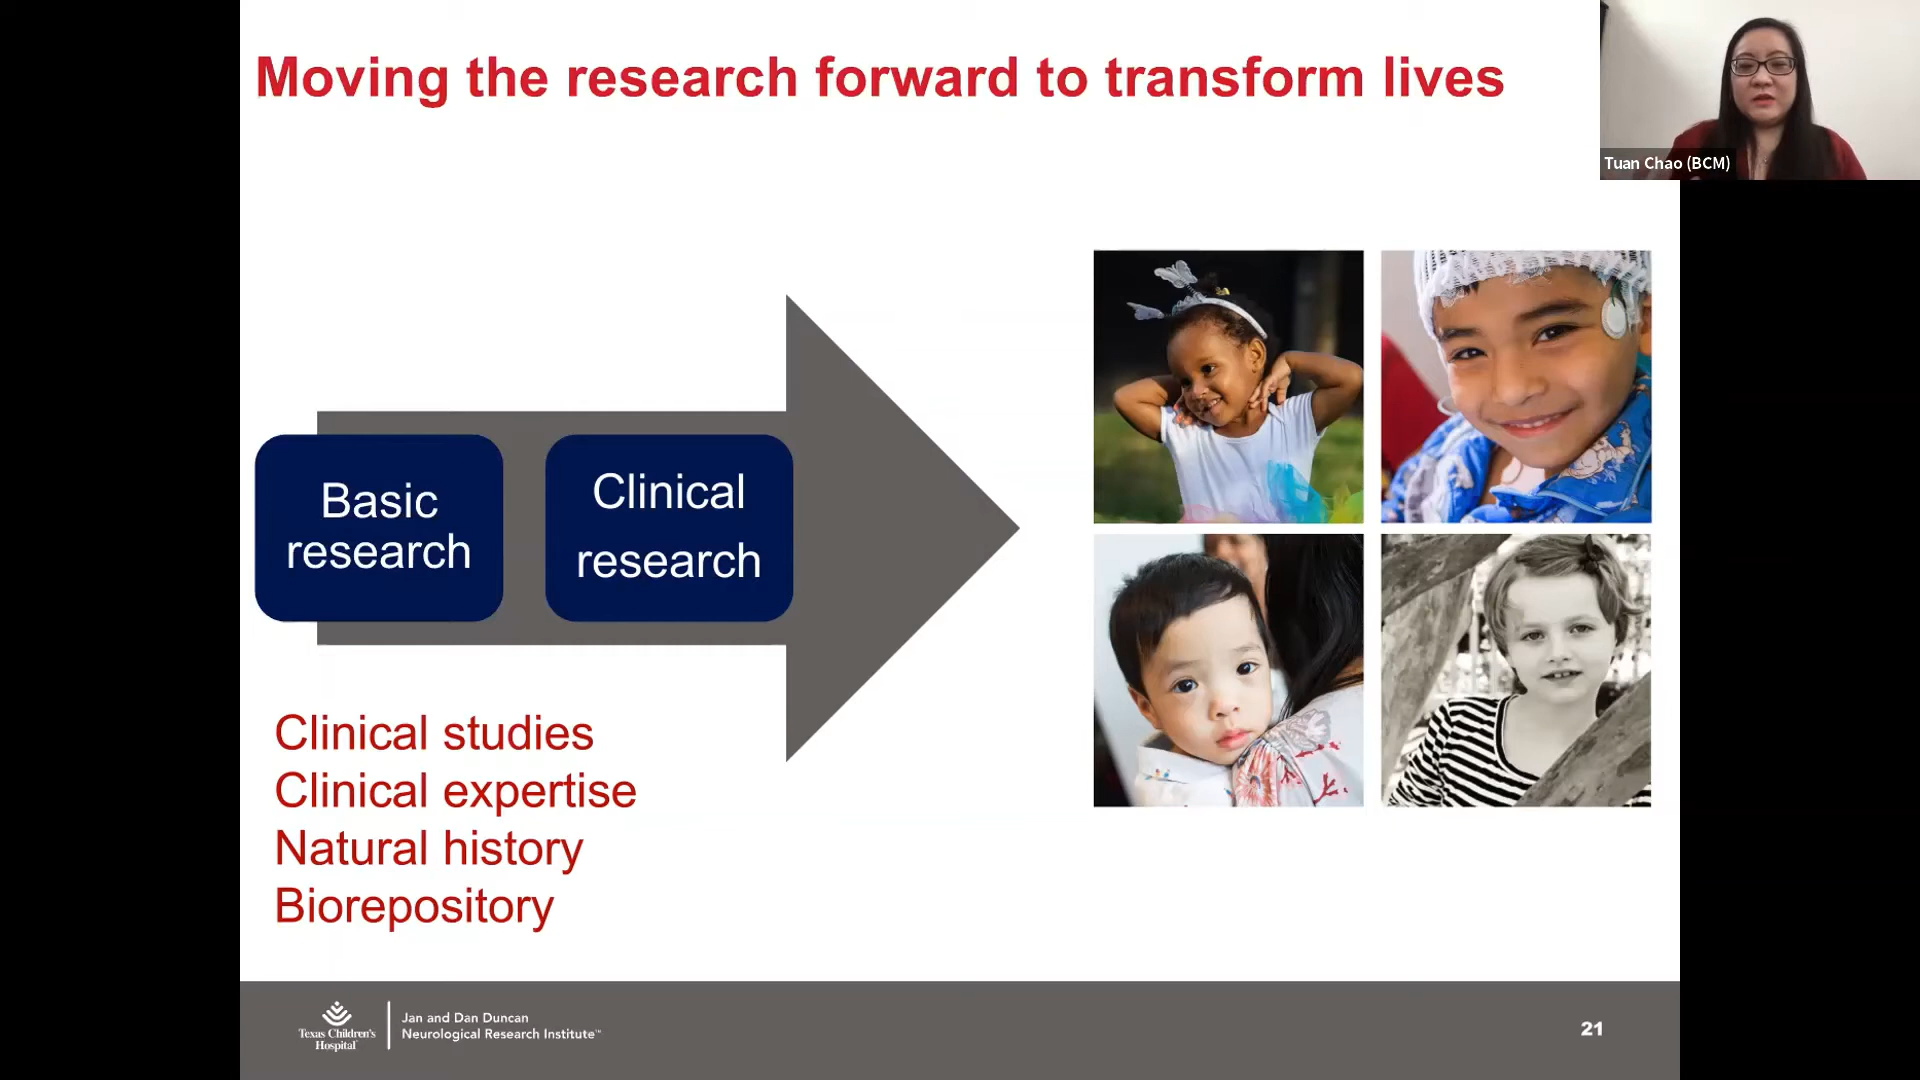 Moving the research forward to transform lives
Tuan Chao (BCM)
Basic
research
Clinical
research
Clinical studies
Clinical expertise
Natural history
Biorepository
Texas Children's
Hospital
Jan and Dan Duncan
Neurological Research Institute™
21